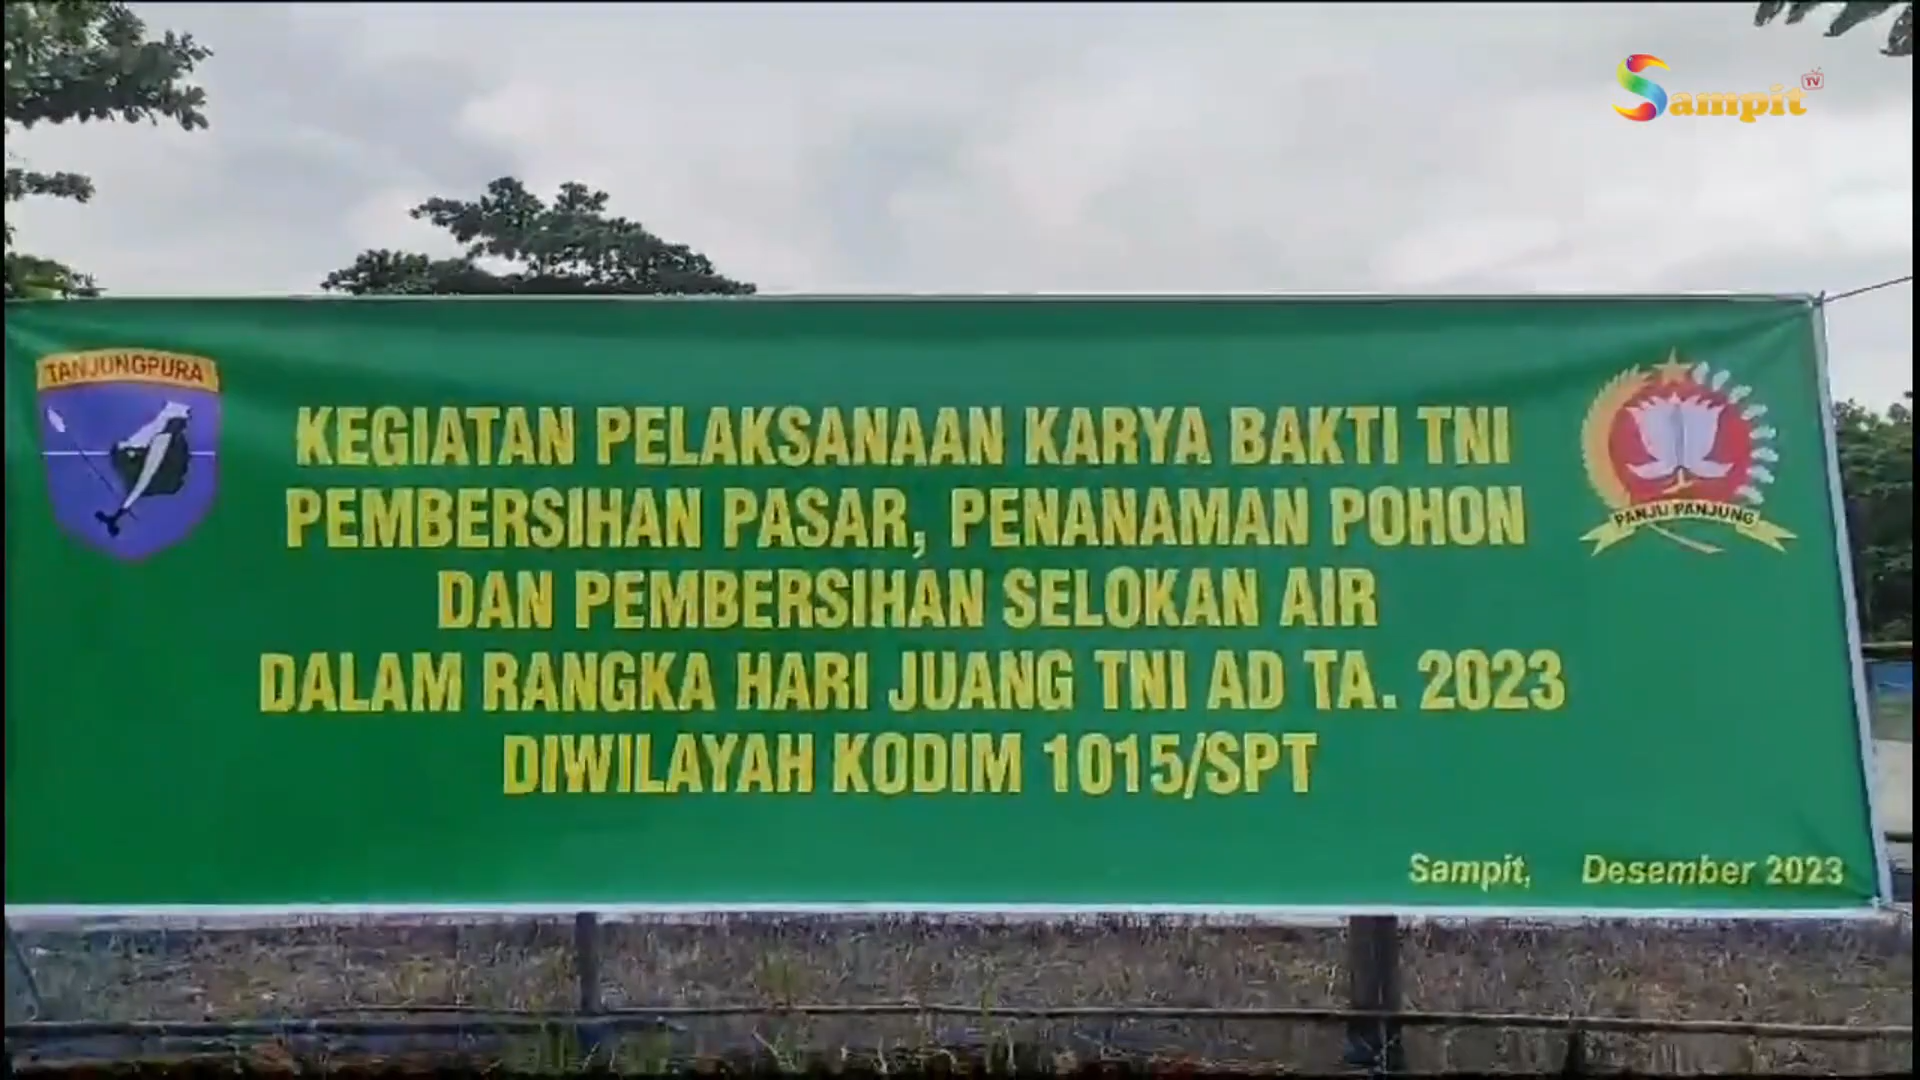 Sampit TV
TANJUNGPURA
KEGIATAN PELAKSANAAN KARYA BAKTI TNI
PEMBERSIHAN PASAR, PENANAMAN POHON
PANJU PANJUNG
DAN PEMBERSIHAN SELOKAN AIR
DALAM RANGKA HARI JUANG TNI AD TA. 2023
DIWILAYAH KODIM 1015/SPT
Sampit, Desember 2023